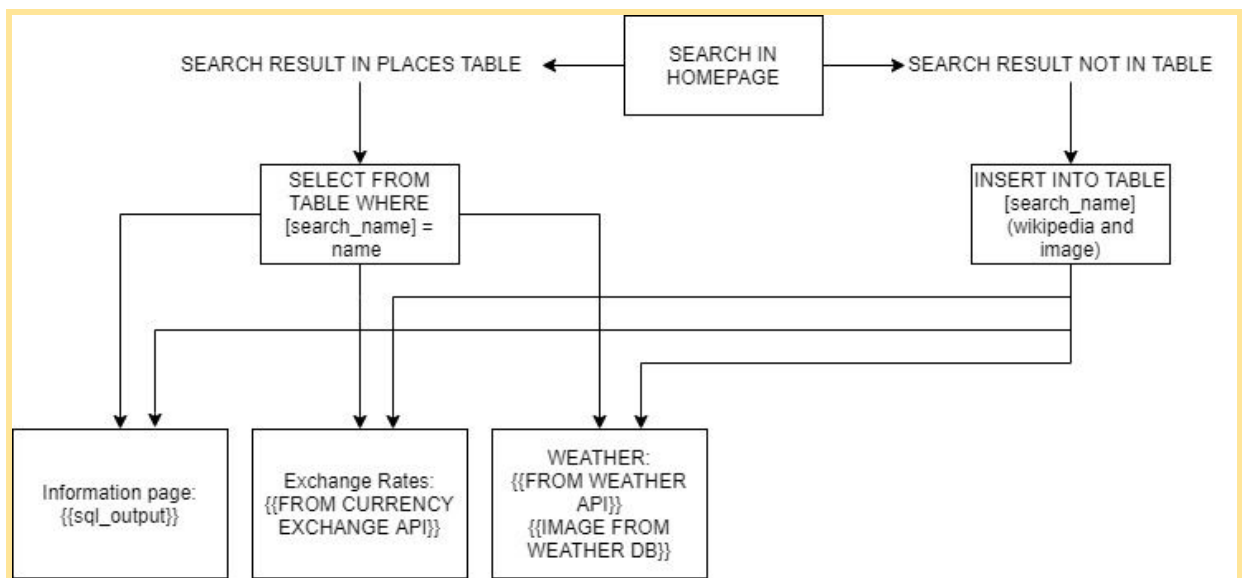 SEARCH IN
HOMEPAGE
SEARCH RESULT IN PLACES TABLE
SEARCH RESULT NOT IN TABLE
SELECT FROM
TABLE WHERE
[search_name] =
name
INSERT INTO TABLE
[search_name]
(wikipedia and
image)
Information page:
{{sql_output}}
Exchange Rates:
{{FROM CURRENCY
EXCHANGE API}}
WEATHER:
{{FROM WEATHER
API}}
{{IMAGE FROM
WEATHER DB}}